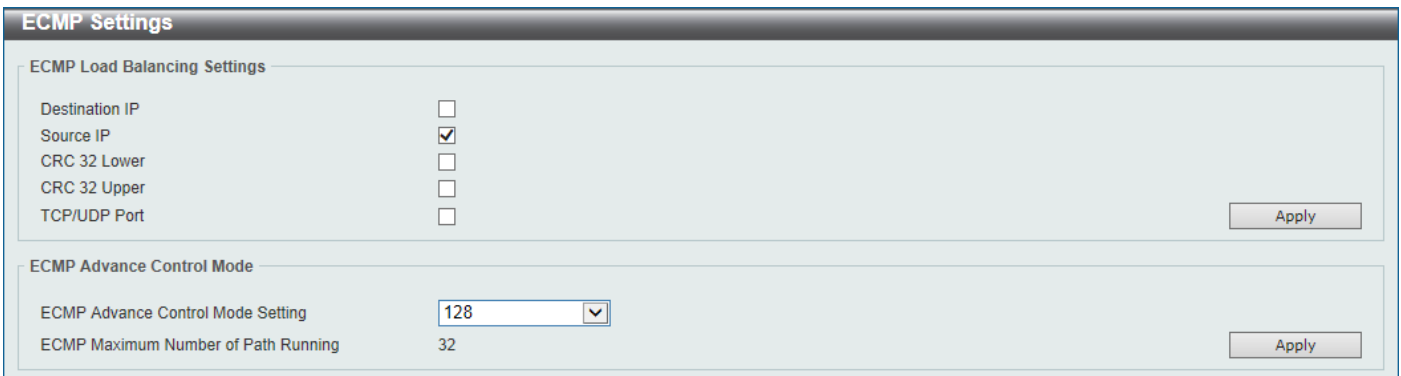 ECMP Settings
ECMP Load Balancing Settings
Destination IP
Source IP
CRC 32 Lower
CRC 32 Upper
TCP/UDP Port
Apply
ECMP Advance Control Mode
ECMP Advance Control Mode Setting 128
ECMP Maximum Number of Path Running 32
Apply